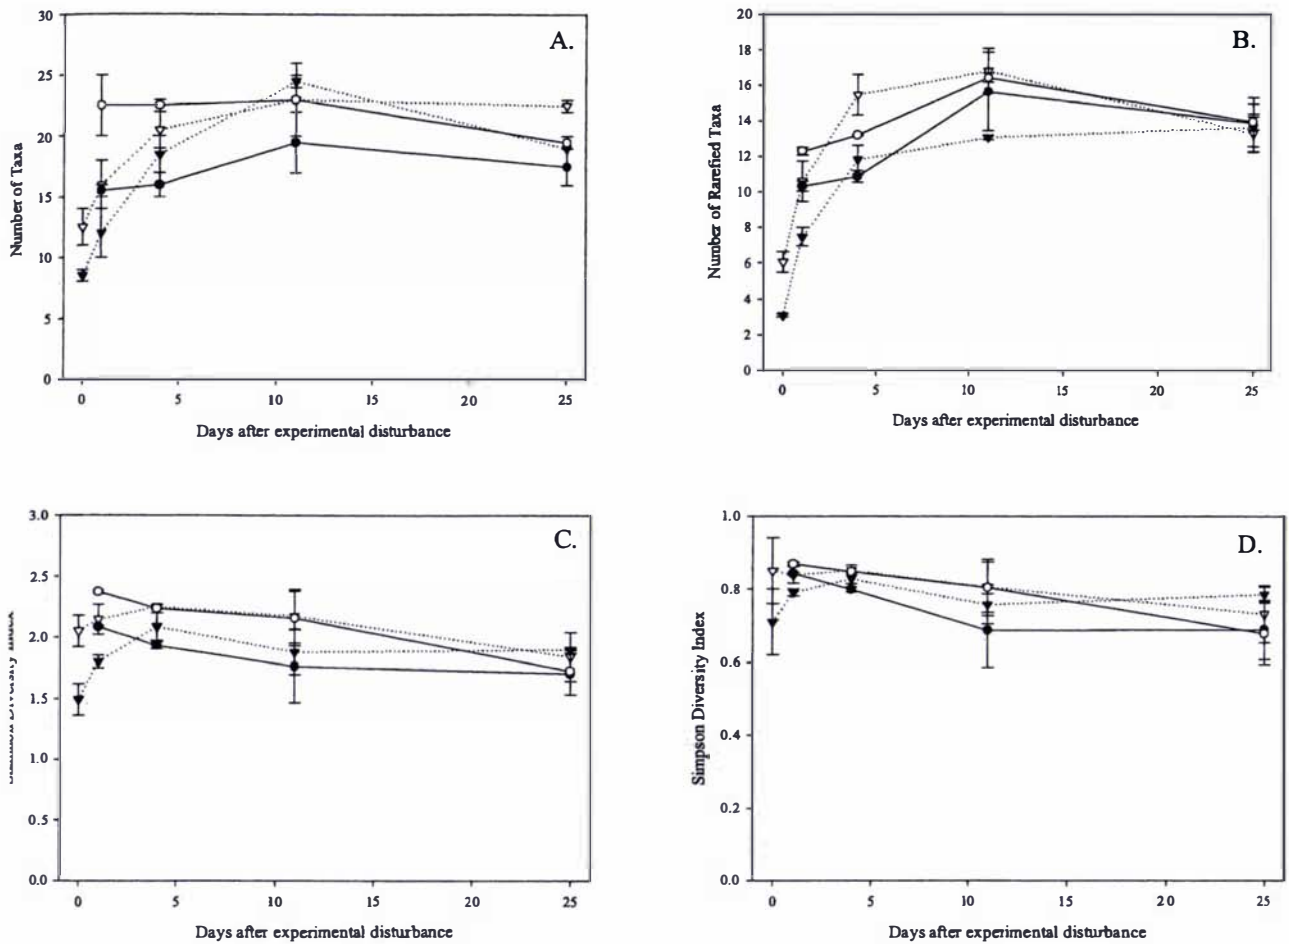 A.
30
25
20
15
10
5
0
Number of Taxa
0 5 10 15 20 25
Days after experimental disturbance
B.
20
18
16
14
12
10
8
6
4
2
0
Number of Rarefied Taxa
0 5 10 15 20 25
Days after experimental disturbance
C.
3.0
2.5
2.0
1.5
1.0
0.5
0.0
Diversity Index
0 5 10 15 20 25
Days after experimental disturbance
D.
1.0
0.8
0.6
0.4
0.2
0.0
Simpson Diversity Index
0 5 10 15 20 25
Days after experimental disturbance